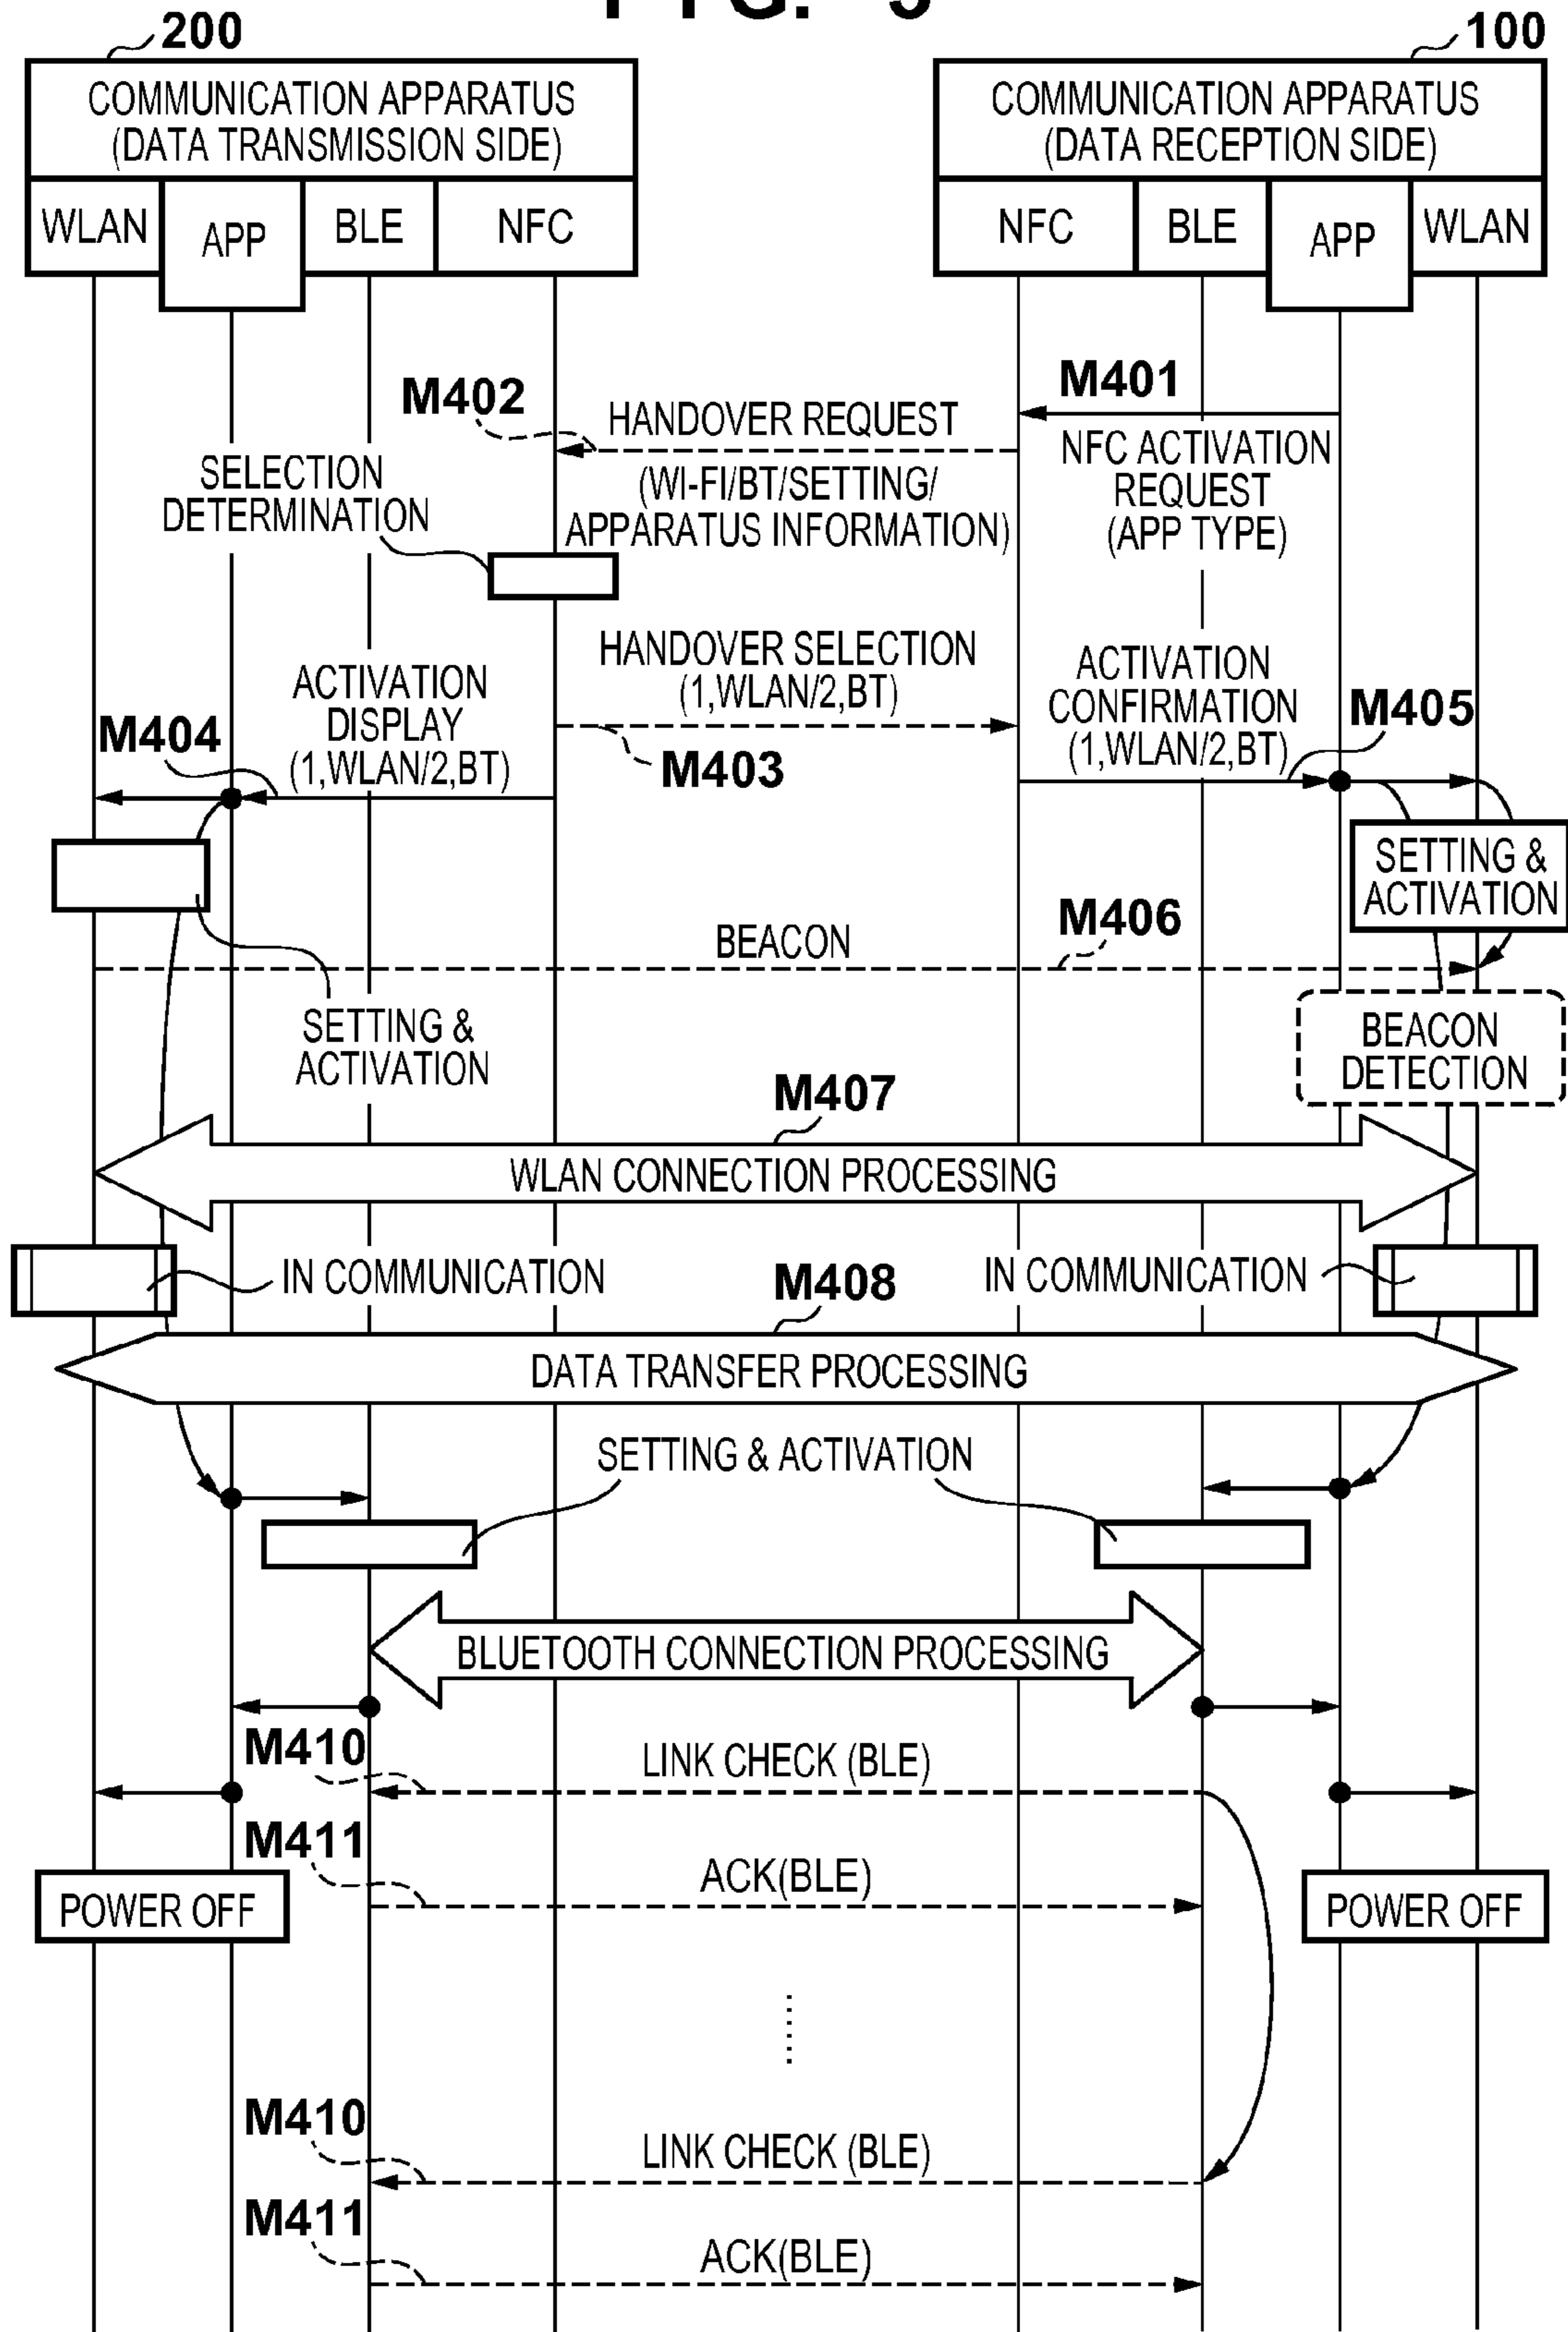 FIG. 5
200
100
COMMUNICATION APPARATUS
(DATA TRANSMISSION SIDE)
COMMUNICATION APPARATUS
(DATA RECEPTION SIDE)
WLAN
APP
BLE
NFC
NFC
BLE
APP
WLAN
M401
NFC ACTIVATION
REQUEST
(APP TYPE)
M402
HANDOVER REQUEST
(WI-FI/BT/SETTING/
APPARATUS INFORMATION)
SELECTION
DETERMINATION
HANDOVER SELECTION
(1,WLAN/2,BT)
M403
ACTIVATION
DISPLAY
(1,WLAN/2,BT)
M404
ACTIVATION
CONFIRMATION
(1,WLAN/2,BT)
M405
SETTING &
ACTIVATION
BEACON
M406
SETTING &
ACTIVATION
BEACON
DETECTION
M407
WLAN CONNECTION PROCESSING
IN COMMUNICATION
M408
IN COMMUNICATION
DATA TRANSFER PROCESSING
SETTING & ACTIVATION
BLUETOOTH CONNECTION PROCESSING
M410
LINK CHECK (BLE)
M411
ACK(BLE)
POWER OFF
POWER OFF
M410
LINK CHECK (BLE)
M411
ACK(BLE)